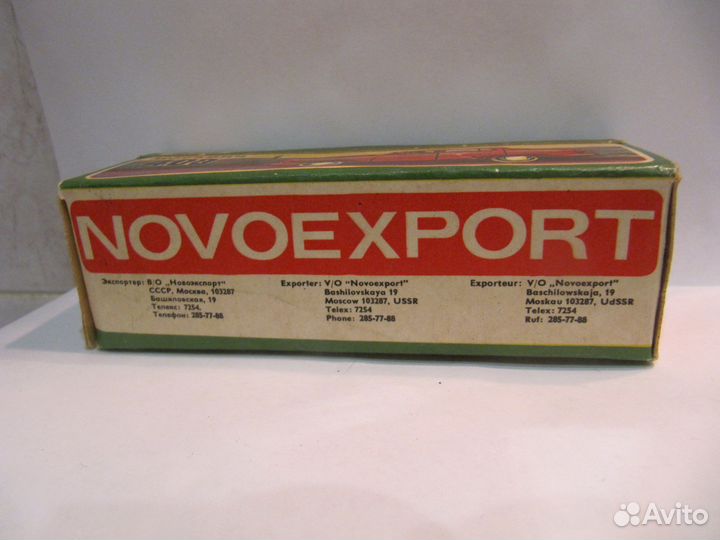 NOVOEXPORT
Экспортер: В/О „Новоэкспорт"
СССР, Москва, 103287
Башиловская, 19
Телекс: 7254,
Телефон: 285-77-88
Exporter: V/O "Novoexport"
Bashilovskaya 19
Moscow 103287, USSR
Telex: 7254
Phone: 285-77-88
Exporteur: V/O „Novoexport"
Baschilowskaja, 19
Moskau 103287, UdSSR
Telex: 7254
Ruf: 285-77-88
Avito